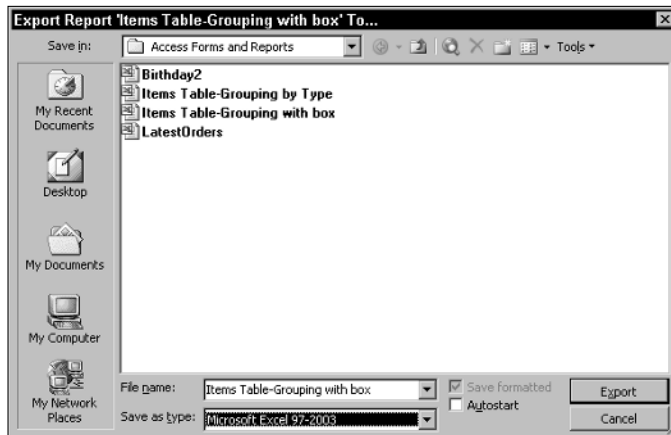 Export Report 'Items Table-Grouping with box' To...
Save in:
Access Forms and Reports
Tools
My Recent
Documents
Desktop
My Documents
My Computer
My Network
Places
Birthday2
Items Table-Grouping by Type
Items Table-Grouping with box
LatestOrders
File name:
Items Table-Grouping with box
Save as type:
Microsoft Excel 97-2003
Save formatted
Autostart
Export
Cancel